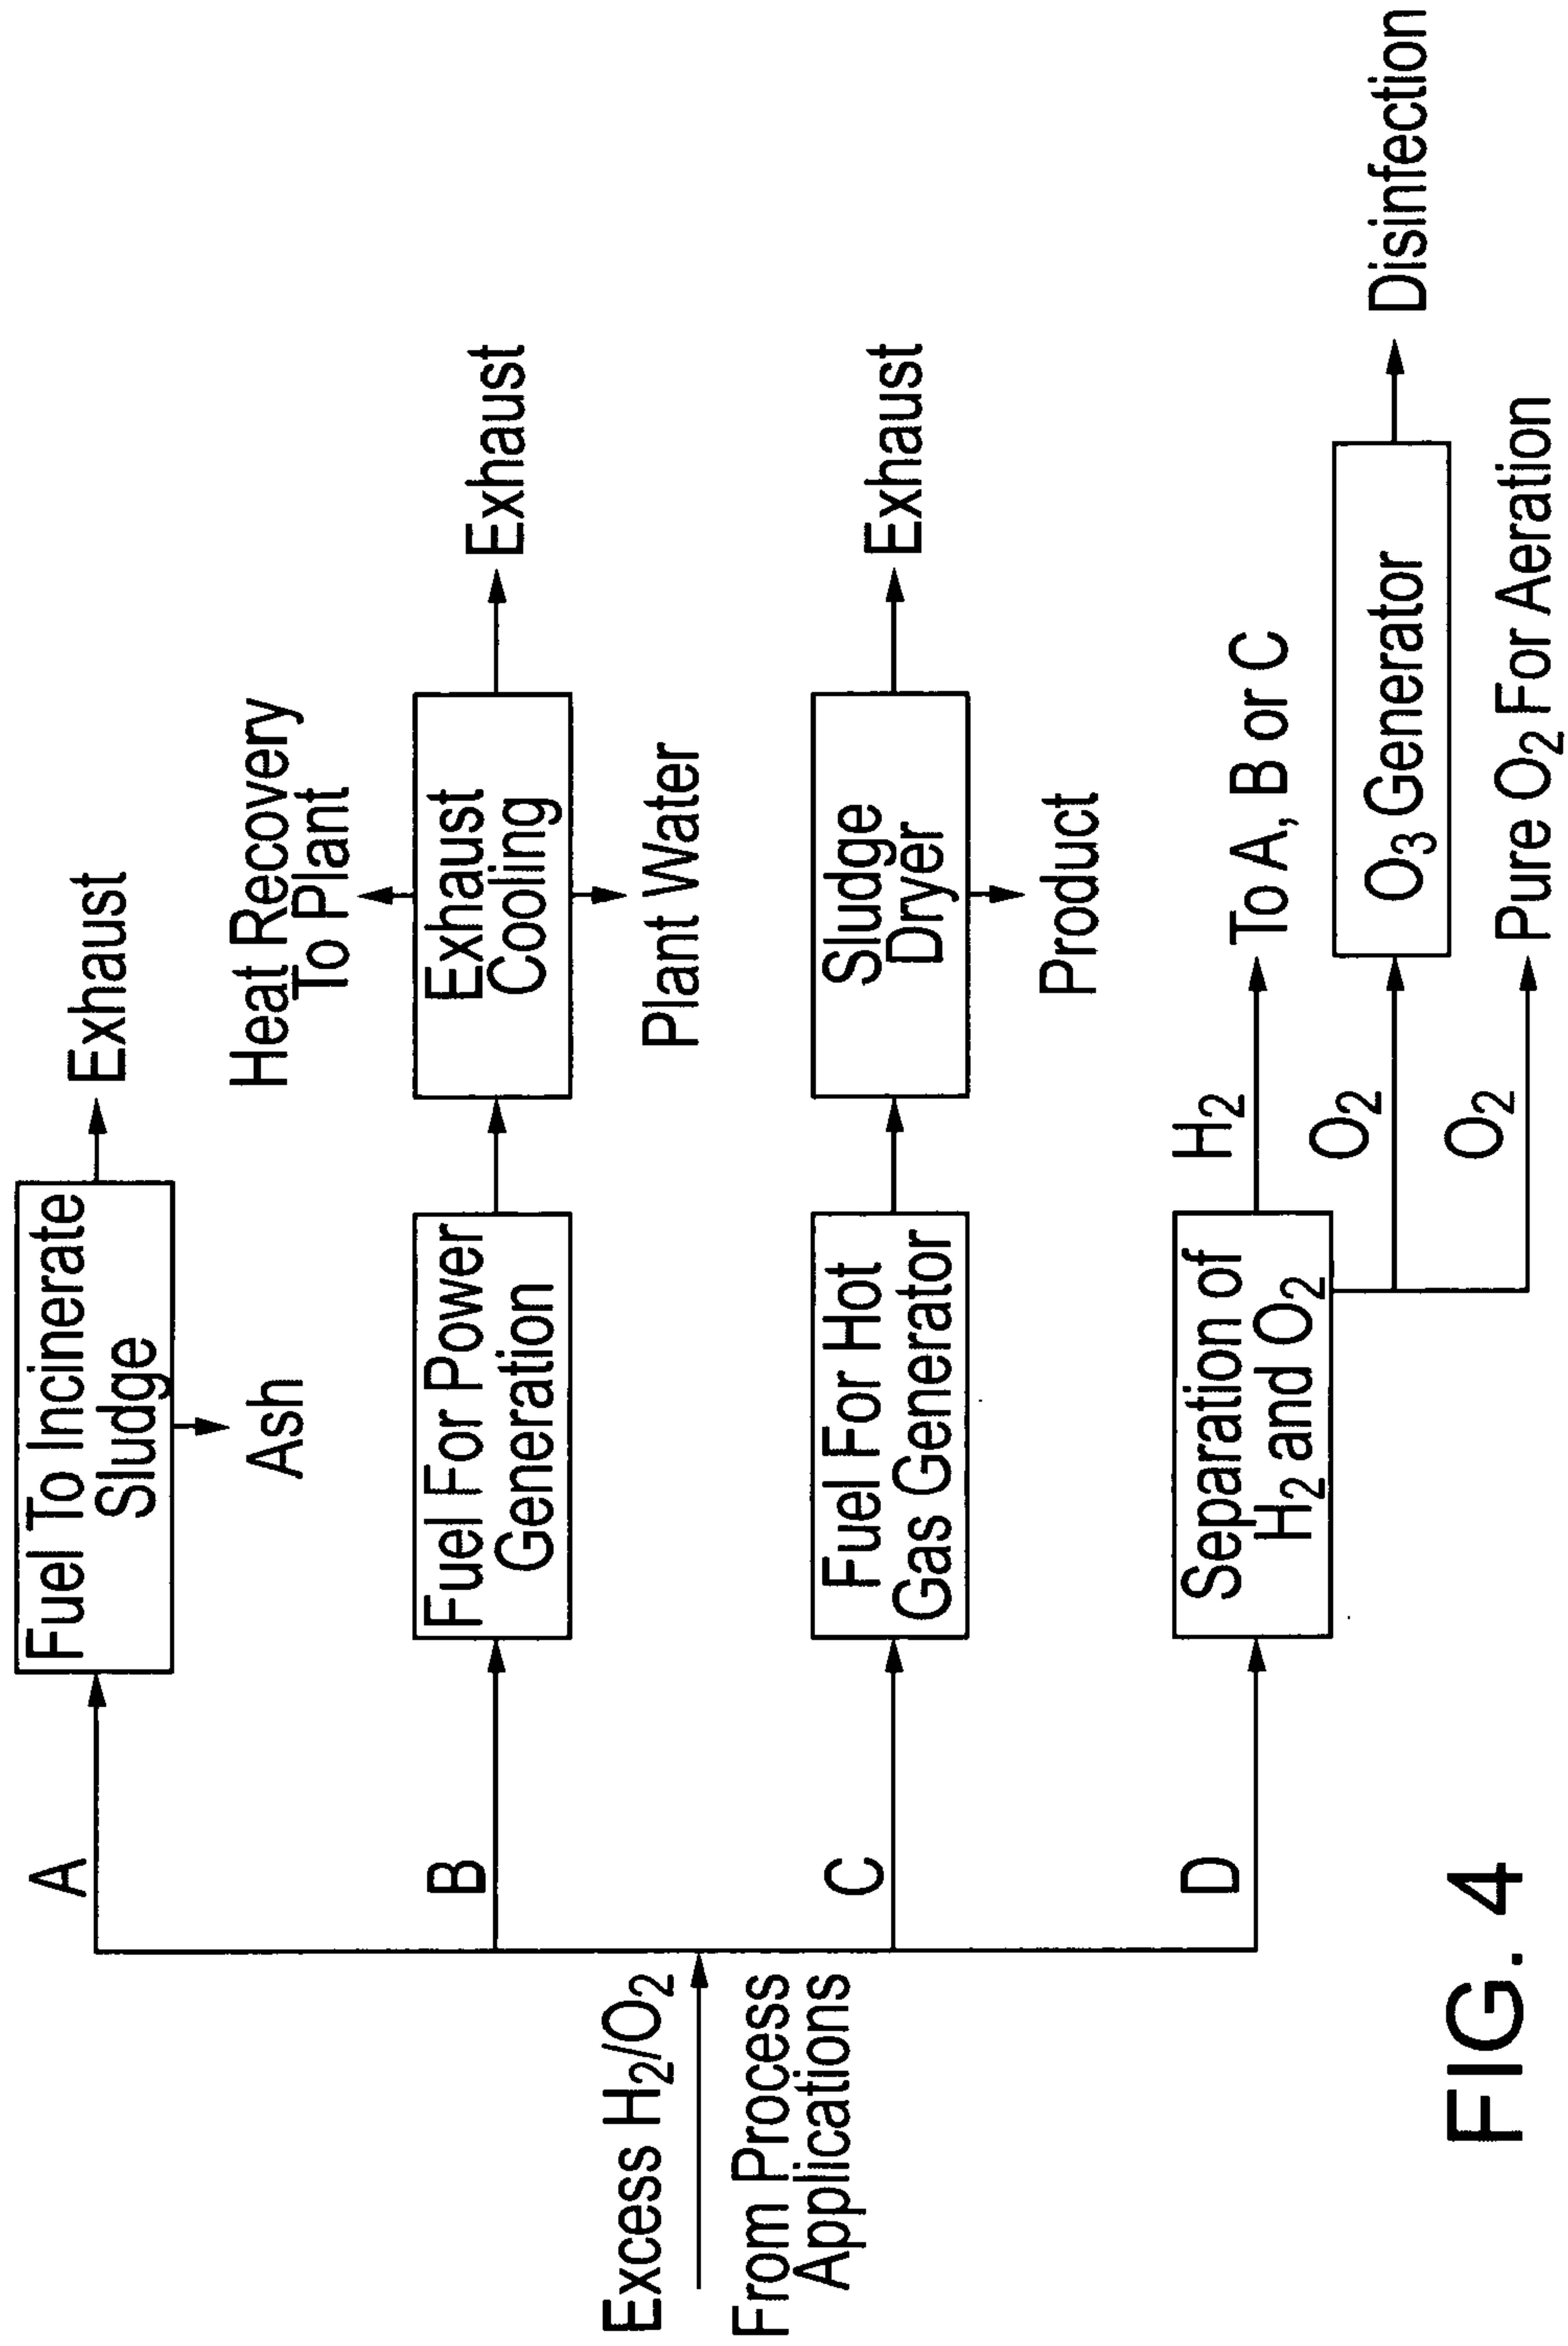 Excess H2/O2
From Process
Applications
A
Fuel To Incinerate
Sludge
Exhaust
Ash
B
Fuel For Power
Generation
Heat Recovery
To Plant
Exhaust
Cooling
Exhaust
Plant Water
C
Fuel For Hot
Gas Generator
Sludge
Dryer
Exhaust
Product
D
Separation of
H2 and O2
H2
To A, B or C
O2
O3 Generator
Disinfection
O2
Pure O2 For Aeration
FIG. 4